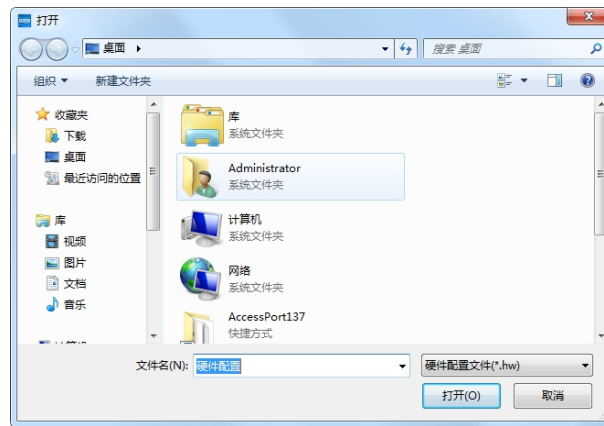 打开
桌面
搜索 桌面
组织 新建文件夹
收藏夹
下载
桌面
最近访问的位置
库
视频
图片
文档
音乐
库
系统文件夹
Administrator
系统文件夹
计算机
系统文件夹
网络
系统文件夹
AccessPort137
快捷方式
文件名(N): 硬件配置 硬件配置文件(*.hw)
打开(O) 取消